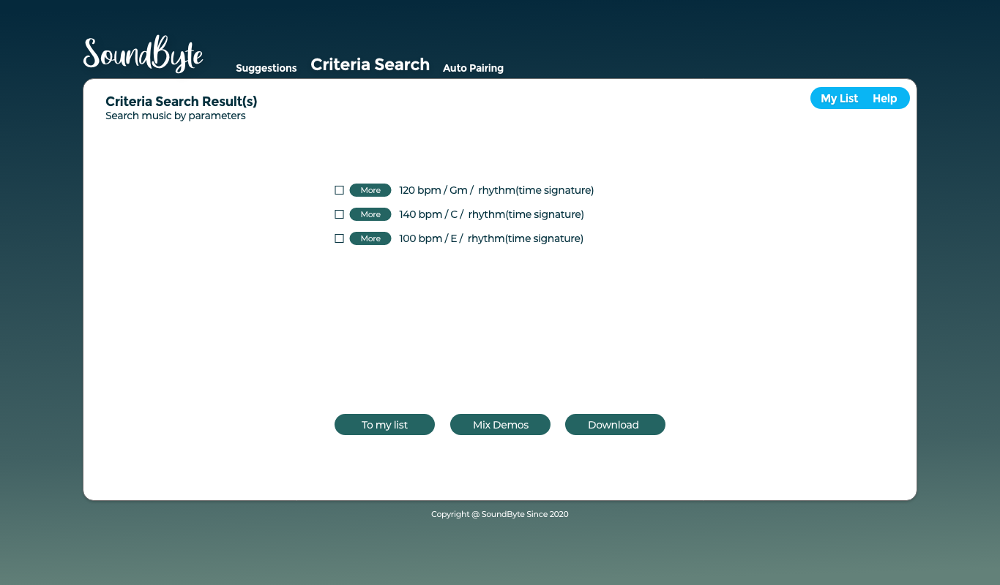 SoundByte
Suggestions Criteria Search Auto Pairing
Criteria Search Result(s)
Search music by parameters
My List Help
More 120 bpm / Gm / rhythm(time signature)
More 140 bpm / C / rhythm(time signature)
More 100 bpm / E / rhythm(time signature)
To my list Mix Demos Download
Copyright @ SoundByte Since 2020